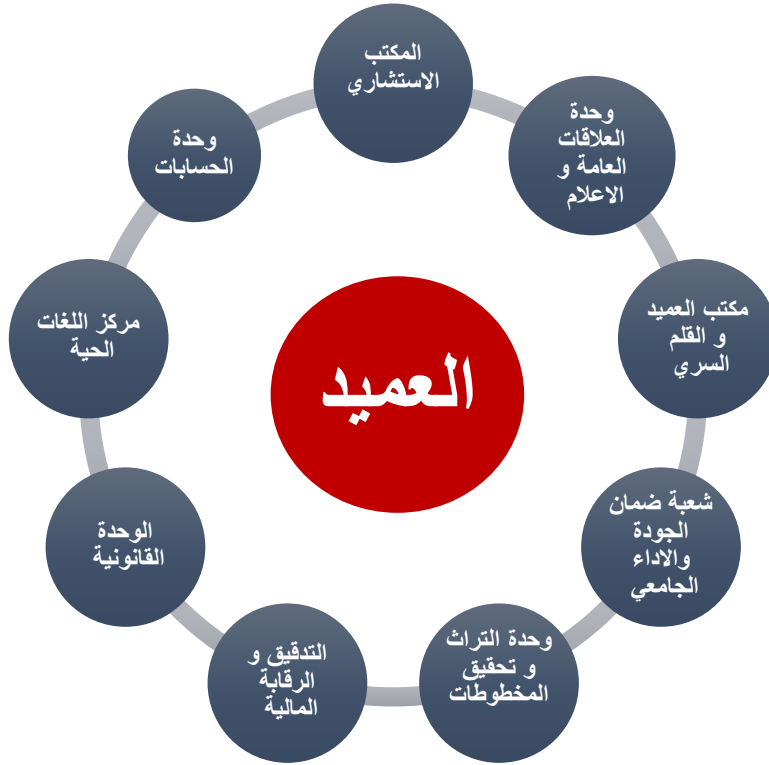 المكتب
الاستشاري
وحدة
العلاقات
العامة و
الاعلام
مكتب العميد
و القلم
السري
شعبة ضمان
الجودة
والاداء
الجامعي
وحدة التراث
و تحقيق
المخطوطات
التدقيق و
الرقابة
المالية
الوحدة
القانونية
مركز اللغات
الحية
وحدة
الحسابات
العميد